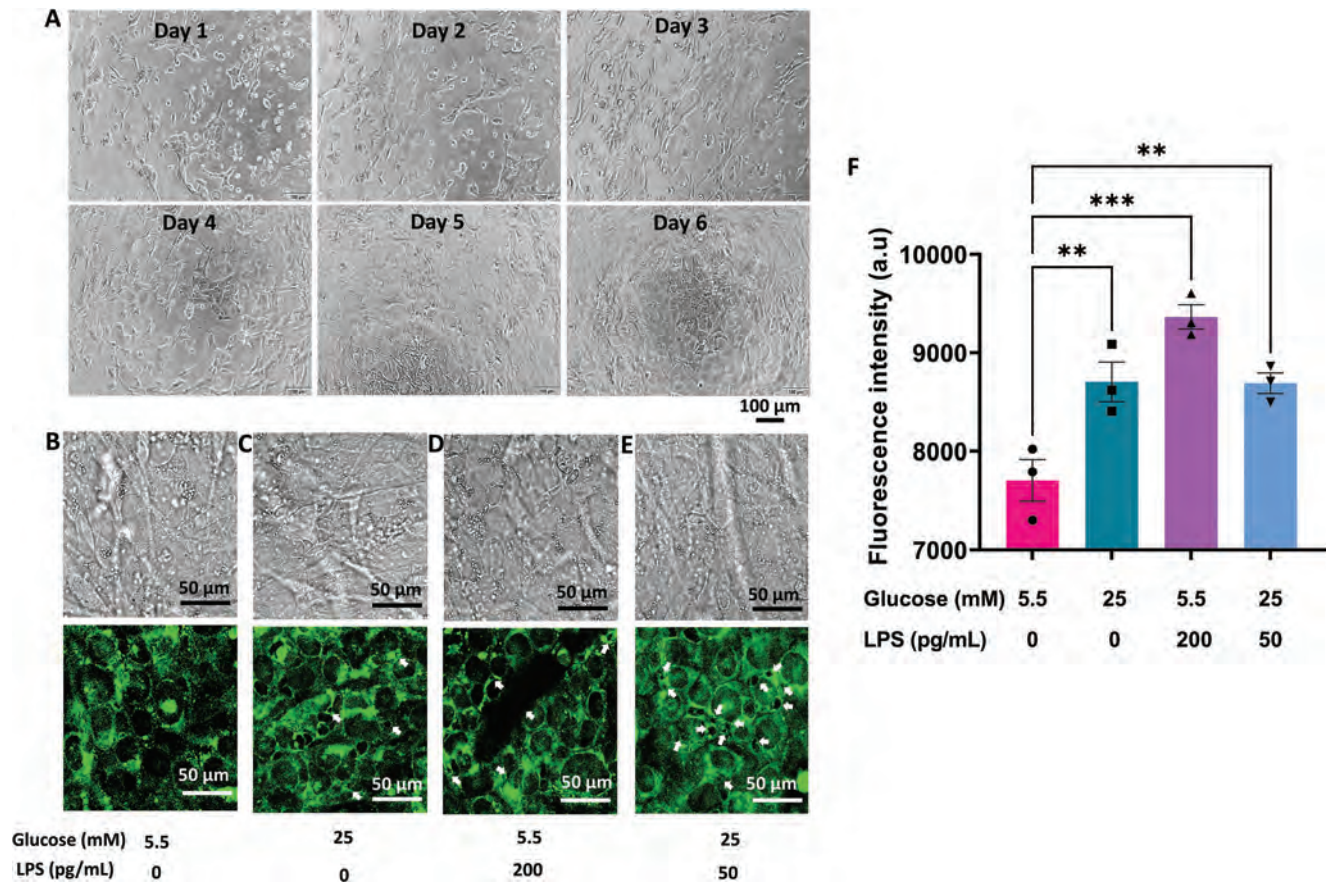 A
Day 1
Day 2
Day 3
Day 4
Day 5
Day 6
100 µm
B
C
D
E
50 µm
50 µm
50 µm
50 µm
50 µm
50 µm
50 µm
50 µm
Glucose (mM) 5.5 25 5.5 25
LPS (pg/mL) 0 0 200 50
F
**
***
**
Fluorescence intensity (a.u)
10000
9000
8000
7000
Glucose (mM) 5.5 25 5.5 25
LPS (pg/mL) 0 0 200 50